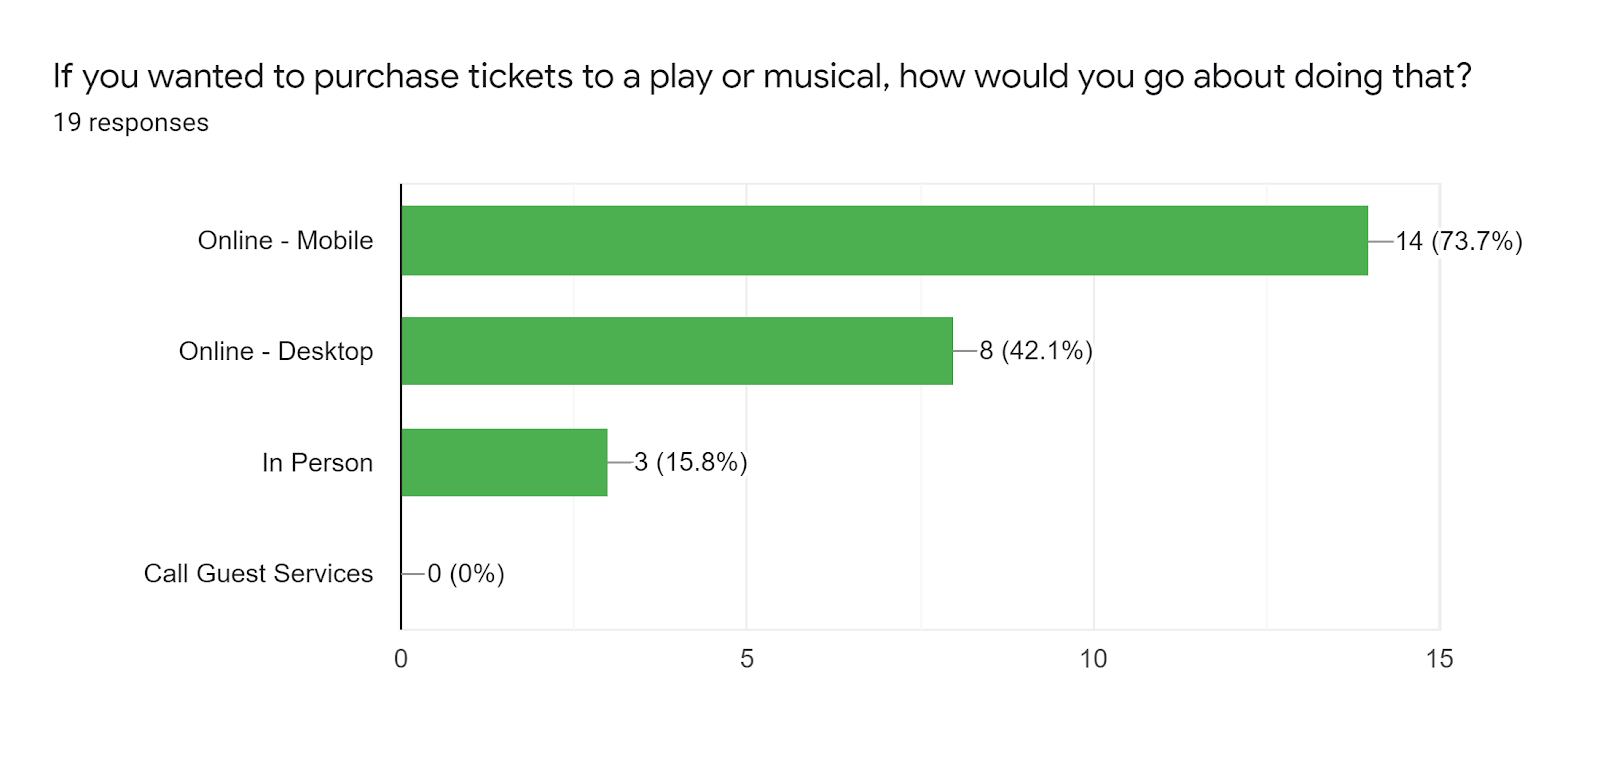 If you wanted to purchase tickets to a play or musical, how would you go about doing that?
19 responses
Online - Mobile
14 (73.7%)
Online - Desktop
8 (42.1%)
In Person
3 (15.8%)
Call Guest Services
0 (0%)
0
5
10
15